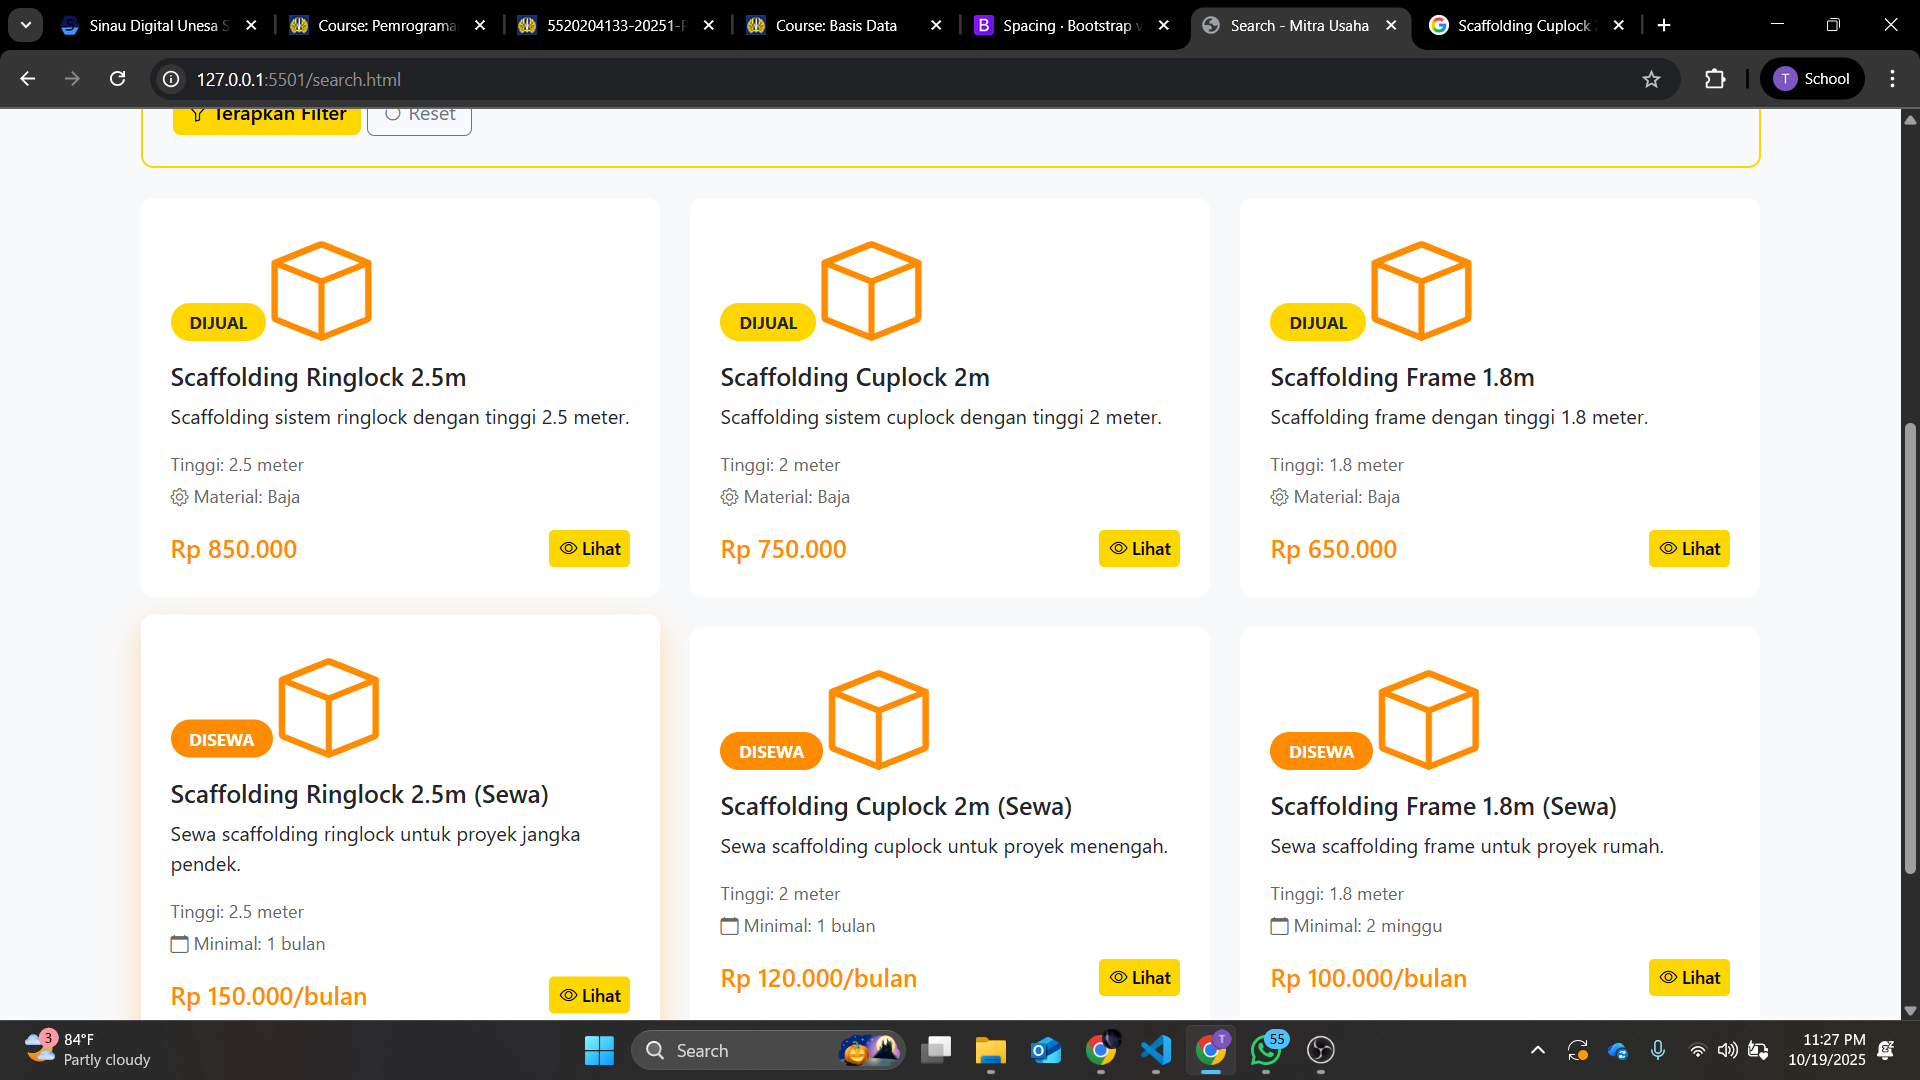 Sinau Digital Unesa S
Course: Pemrograma
5520204133-20251-P
Course: Basis Data
Spacing · Bootstrap v
Search - Mitra Usaha
Scaffolding Cuplock 2
127.0.0.1:5501/search.html
T School
Terapkan Filter Reset
DIJUAL
Scaffolding Ringlock 2.5m
Scaffolding sistem ringlock dengan tinggi 2.5 meter.
Tinggi: 2.5 meter
Material: Baja
Rp 850.000 Lihat
DIJUAL
Scaffolding Cuplock 2m
Scaffolding sistem cuplock dengan tinggi 2 meter.
Tinggi: 2 meter
Material: Baja
Rp 750.000 Lihat
DIJUAL
Scaffolding Frame 1.8m
Scaffolding frame dengan tinggi 1.8 meter.
Tinggi: 1.8 meter
Material: Baja
Rp 650.000 Lihat
DISEWA
Scaffolding Ringlock 2.5m (Sewa)
Sewa scaffolding ringlock untuk proyek jangka
pendek.
Tinggi: 2.5 meter
Minimal: 1 bulan
Rp 150.000/bulan Lihat
DISEWA
Scaffolding Cuplock 2m (Sewa)
Sewa scaffolding cuplock untuk proyek menengah.
Tinggi: 2 meter
Minimal: 1 bulan
Rp 120.000/bulan Lihat
DISEWA
Scaffolding Frame 1.8m (Sewa)
Sewa scaffolding frame untuk proyek rumah.
Tinggi: 1.8 meter
Minimal: 2 minggu
Rp 100.000/bulan Lihat
3
84°F
Partly cloudy
Search
T
55
11:27 PM
10/19/2025